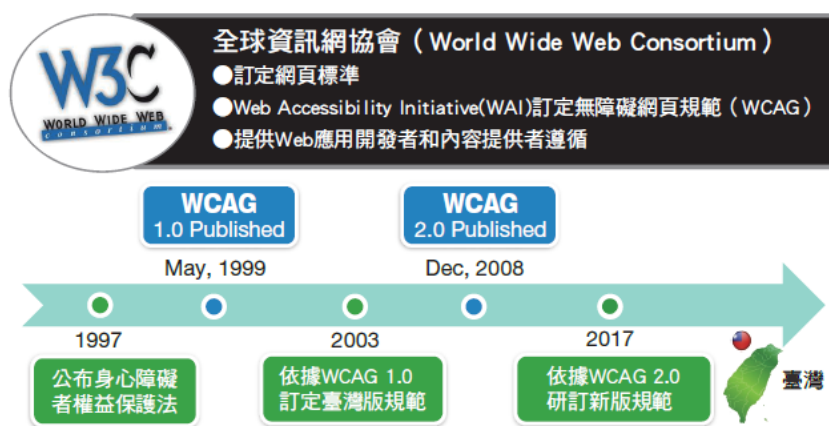 全球資訊網協會（World Wide Web Consortium）
●訂定網頁標準
●Web Accessibility Initiative(WAI)訂定無障礙網頁規範（WCAG）
●提供Web應用開發者和內容提供者遵循
W3C
WORLD WIDE WEB
consortium
WCAG
1.0 Published
WCAG
2.0 Published
May, 1999
Dec, 2008
1997
2003
2017
公布身心障礙
者權益保護法
依據WCAG 1.0
訂定臺灣版規範
依據WCAG 2.0
研訂新版規範
臺灣